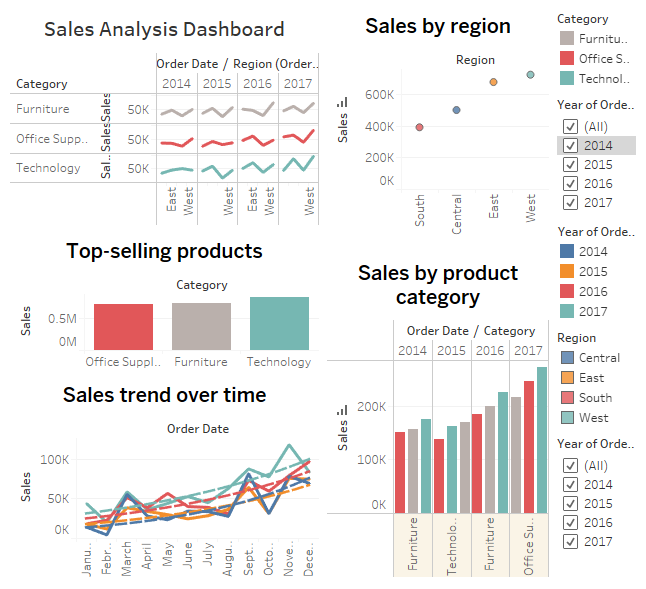 Sales Analysis Dashboard
Order Date / Region (Order..
Category
2014 2015 2016 2017
Furniture Sales 50K
Office Supp.. Sales 50K
Technology Sal.. 50K
East West West East West West
Top-selling products
Category
Sales
0.5M
0M
Office Suppl.. Furniture Technology
Sales trend over time
Order Date
Sales
100K
50K
0K
Janu.. Febr.. March April May June July Augu.. Sept.. Octo.. Nove.. Dece..
Sales by region
Region
Sales
600K
400K
200K
0K
South Central East West
Sales by product
category
Order Date / Category
2014 2015 2016 2017
Sales
200K
100K
0K
Furniture Technolo.. Furniture Office Su..
Category
Furnitu..
Office S..
Technol..
Year of Orde..
(All)
2014
2015
2016
2017
Year of Orde..
2014
2015
2016
2017
Region
Central
East
South
West
Year of Orde..
(All)
2014
2015
2016
2017